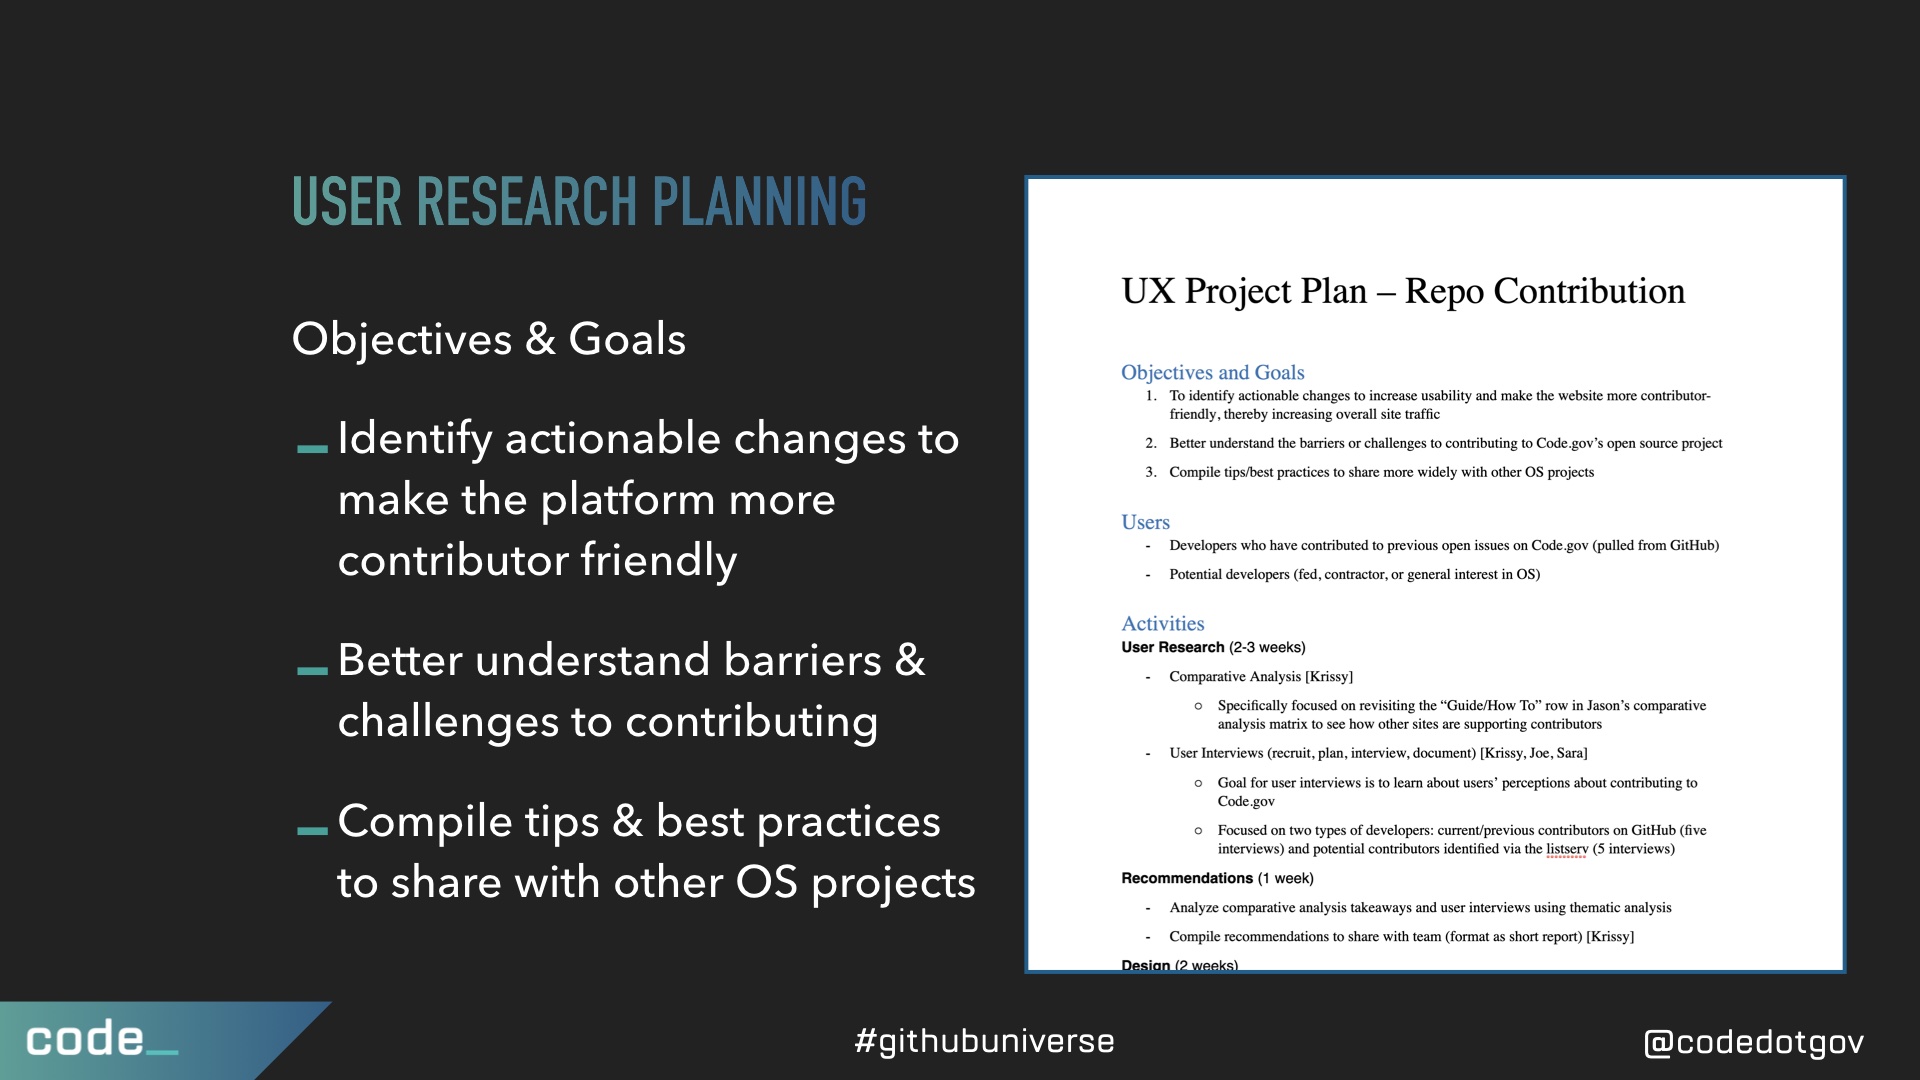 USER RESEARCH PLANNING
Objectives & Goals
Identify actionable changes to
make the platform more
contributor friendly
Better understand barriers &
challenges to contributing
Compile tips & best practices
to share with other OS projects
UX Project Plan – Repo Contribution
Objectives and Goals
1. To identify actionable changes to increase usability and make the website more contributor-
friendly, thereby increasing overall site traffic
2. Better understand the barriers or challenges to contributing to Code.gov’s open source project
3. Compile tips/best practices to share more widely with other OS projects
Users
- Developers who have contributed to previous open issues on Code.gov (pulled from GitHub)
- Potential developers (fed, contractor, or general interest in OS)
Activities
User Research (2-3 weeks)
- Comparative Analysis [Krissy]
○ Specifically focused on revisiting the “Guide/How To” row in Jason’s comparative
analysis matrix to see how other sites are supporting contributors
- User Interviews (recruit, plan, interview, document) [Krissy, Joe, Sara]
○ Goal for user interviews is to learn about users’ perceptions about contributing to
Code.gov
○ Focused on two types of developers: current/previous contributors on GitHub (five
interviews) and potential contributors identified via the listserv (5 interviews)
Recommendations (1 week)
- Analyze comparative analysis takeaways and user interviews using thematic analysis
- Compile recommendations to share with team (format as short report) [Krissy]
Design (2 weeks)
code_
#githubuniverse
@codedotgov